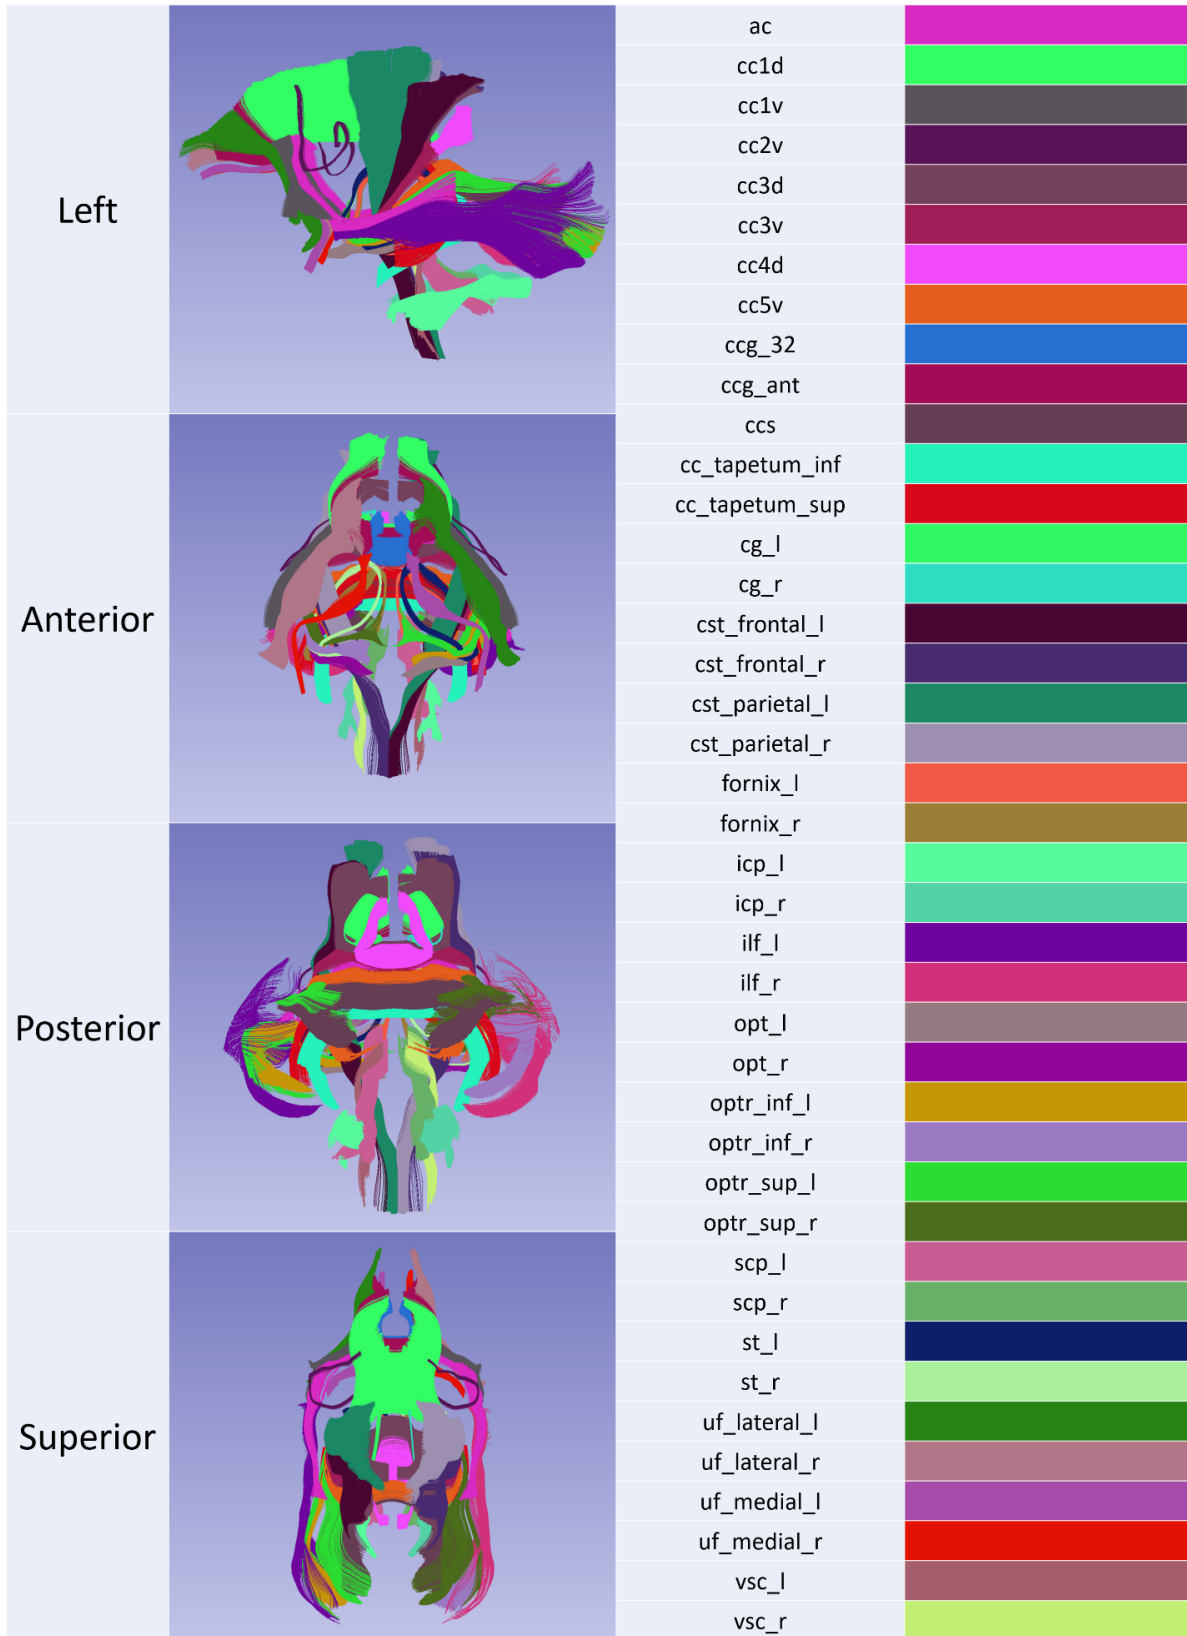 Left
Anterior
Posterior
Superior
ac
cc1d
cc1v
cc2v
cc3d
cc3v
cc4d
cc5v
ccg_32
ccg_ant
ccs
cc_tapetum_inf
cc_tapetum_sup
cg_l
cg_r
cst_frontal_l
cst_frontal_r
cst_parietal_l
cst_parietal_r
fornix_l
fornix_r
icp_l
icp_r
ilf_l
ilf_r
opt_l
opt_r
optr_inf_l
optr_inf_r
optr_sup_l
optr_sup_r
scp_l
scp_r
st_l
st_r
uf_lateral_l
uf_lateral_r
uf_medial_l
uf_medial_r
vsc_l
vsc_r